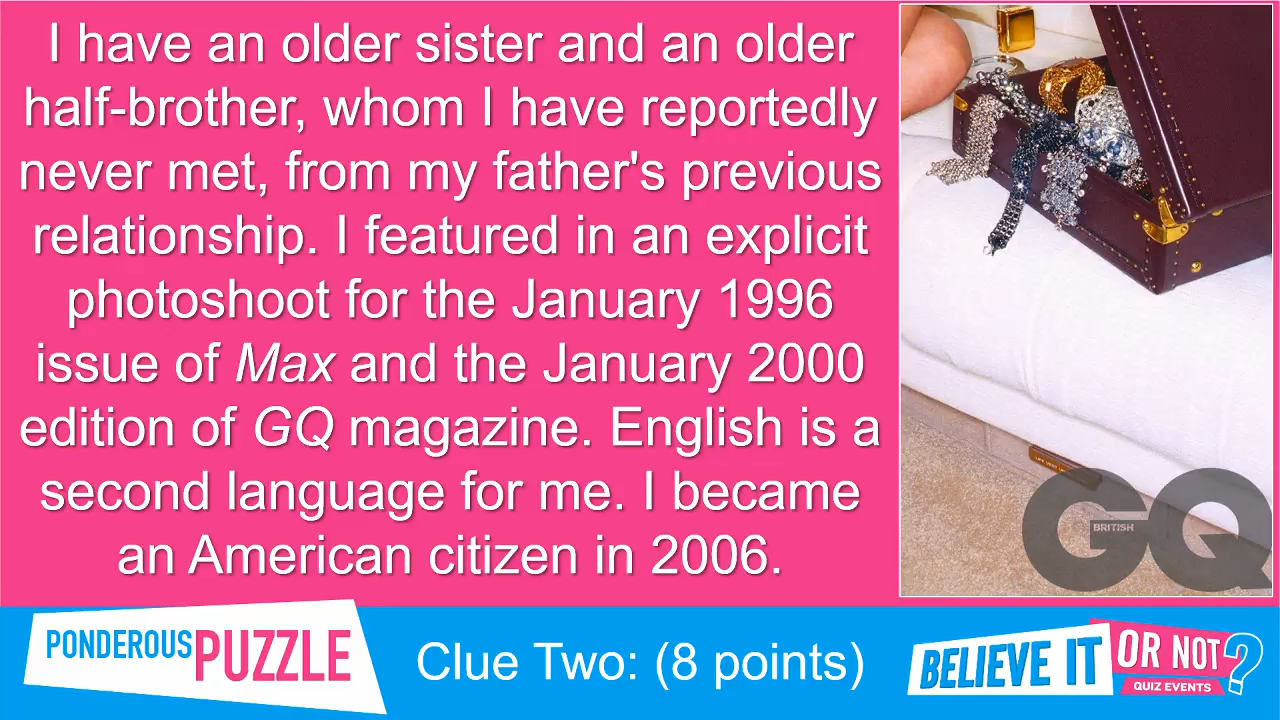 I have an older sister and an older
half-brother, whom I have reportedly
never met, from my father's previous
relationship. I featured in an explicit
photoshoot for the January 1996
issue of Max and the January 2000
edition of GQ magazine. English is a
second language for me. I became
an American citizen in 2006.
GQ
BRITISH
PONDEROUS PUZZLE
Clue Two: (8 points)
BELIEVE IT
OR NOT?
QUIZ EVENTS